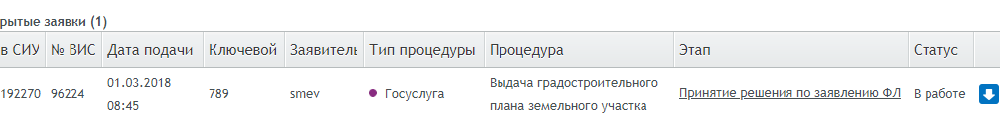 рытые заявки (1)
в СИУ № ВИС Дата подачи Ключевой Заявитель Тип процедуры Процедура Этап Статус
192270 96224 01.03.2018 08:45 789 smev Госуслуга Выдача градостроительного плана земельного участка Принятие решения по заявлению ФЛ В работе